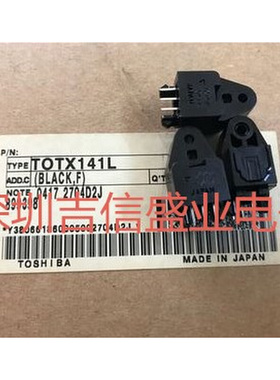 P/N:
TYPE TOTX141L
ADD.C (BLACK,F) Q'T
NOTE 0417 2704D2J
深圳吉信盛业电
TOSHIBA MADE IN JAPAN